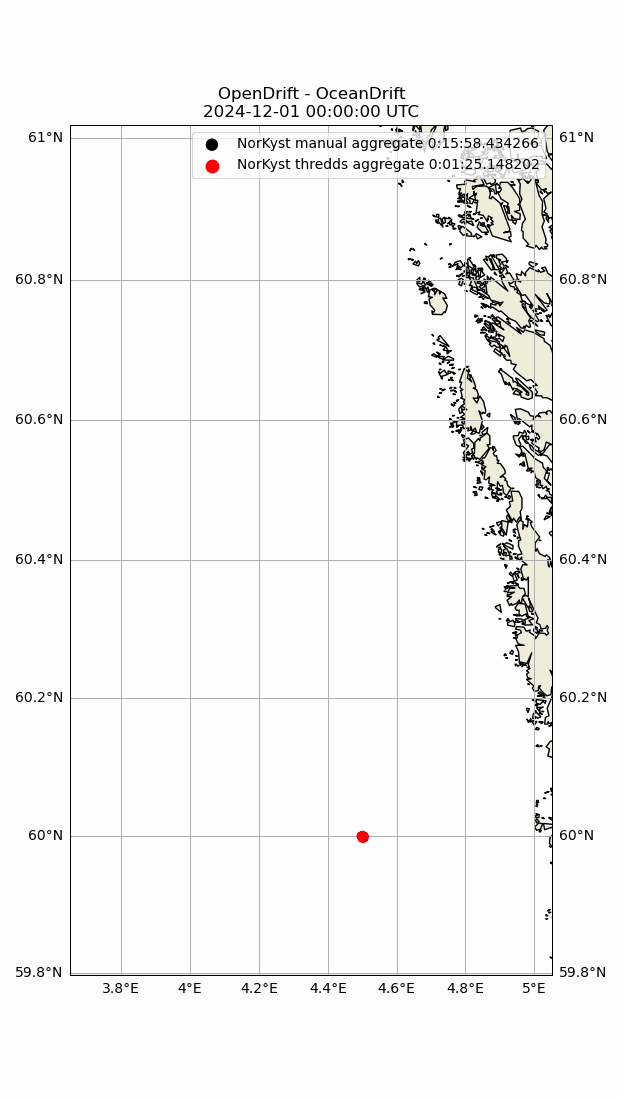 OpenDrift - OceanDrift
2024-12-01 00:00:00 UTC
61°N
61°N
NorKyst manual aggregate 0:15:58.434266
NorKyst thredds aggregate 0:01:25.148202
60.8°N
60.8°N
60.6°N
60.6°N
60.4°N
60.4°N
60.2°N
60.2°N
60°N
60°N
59.8°N
59.8°N
3.8°E 4°E 4.2°E 4.4°E 4.6°E 4.8°E 5°E